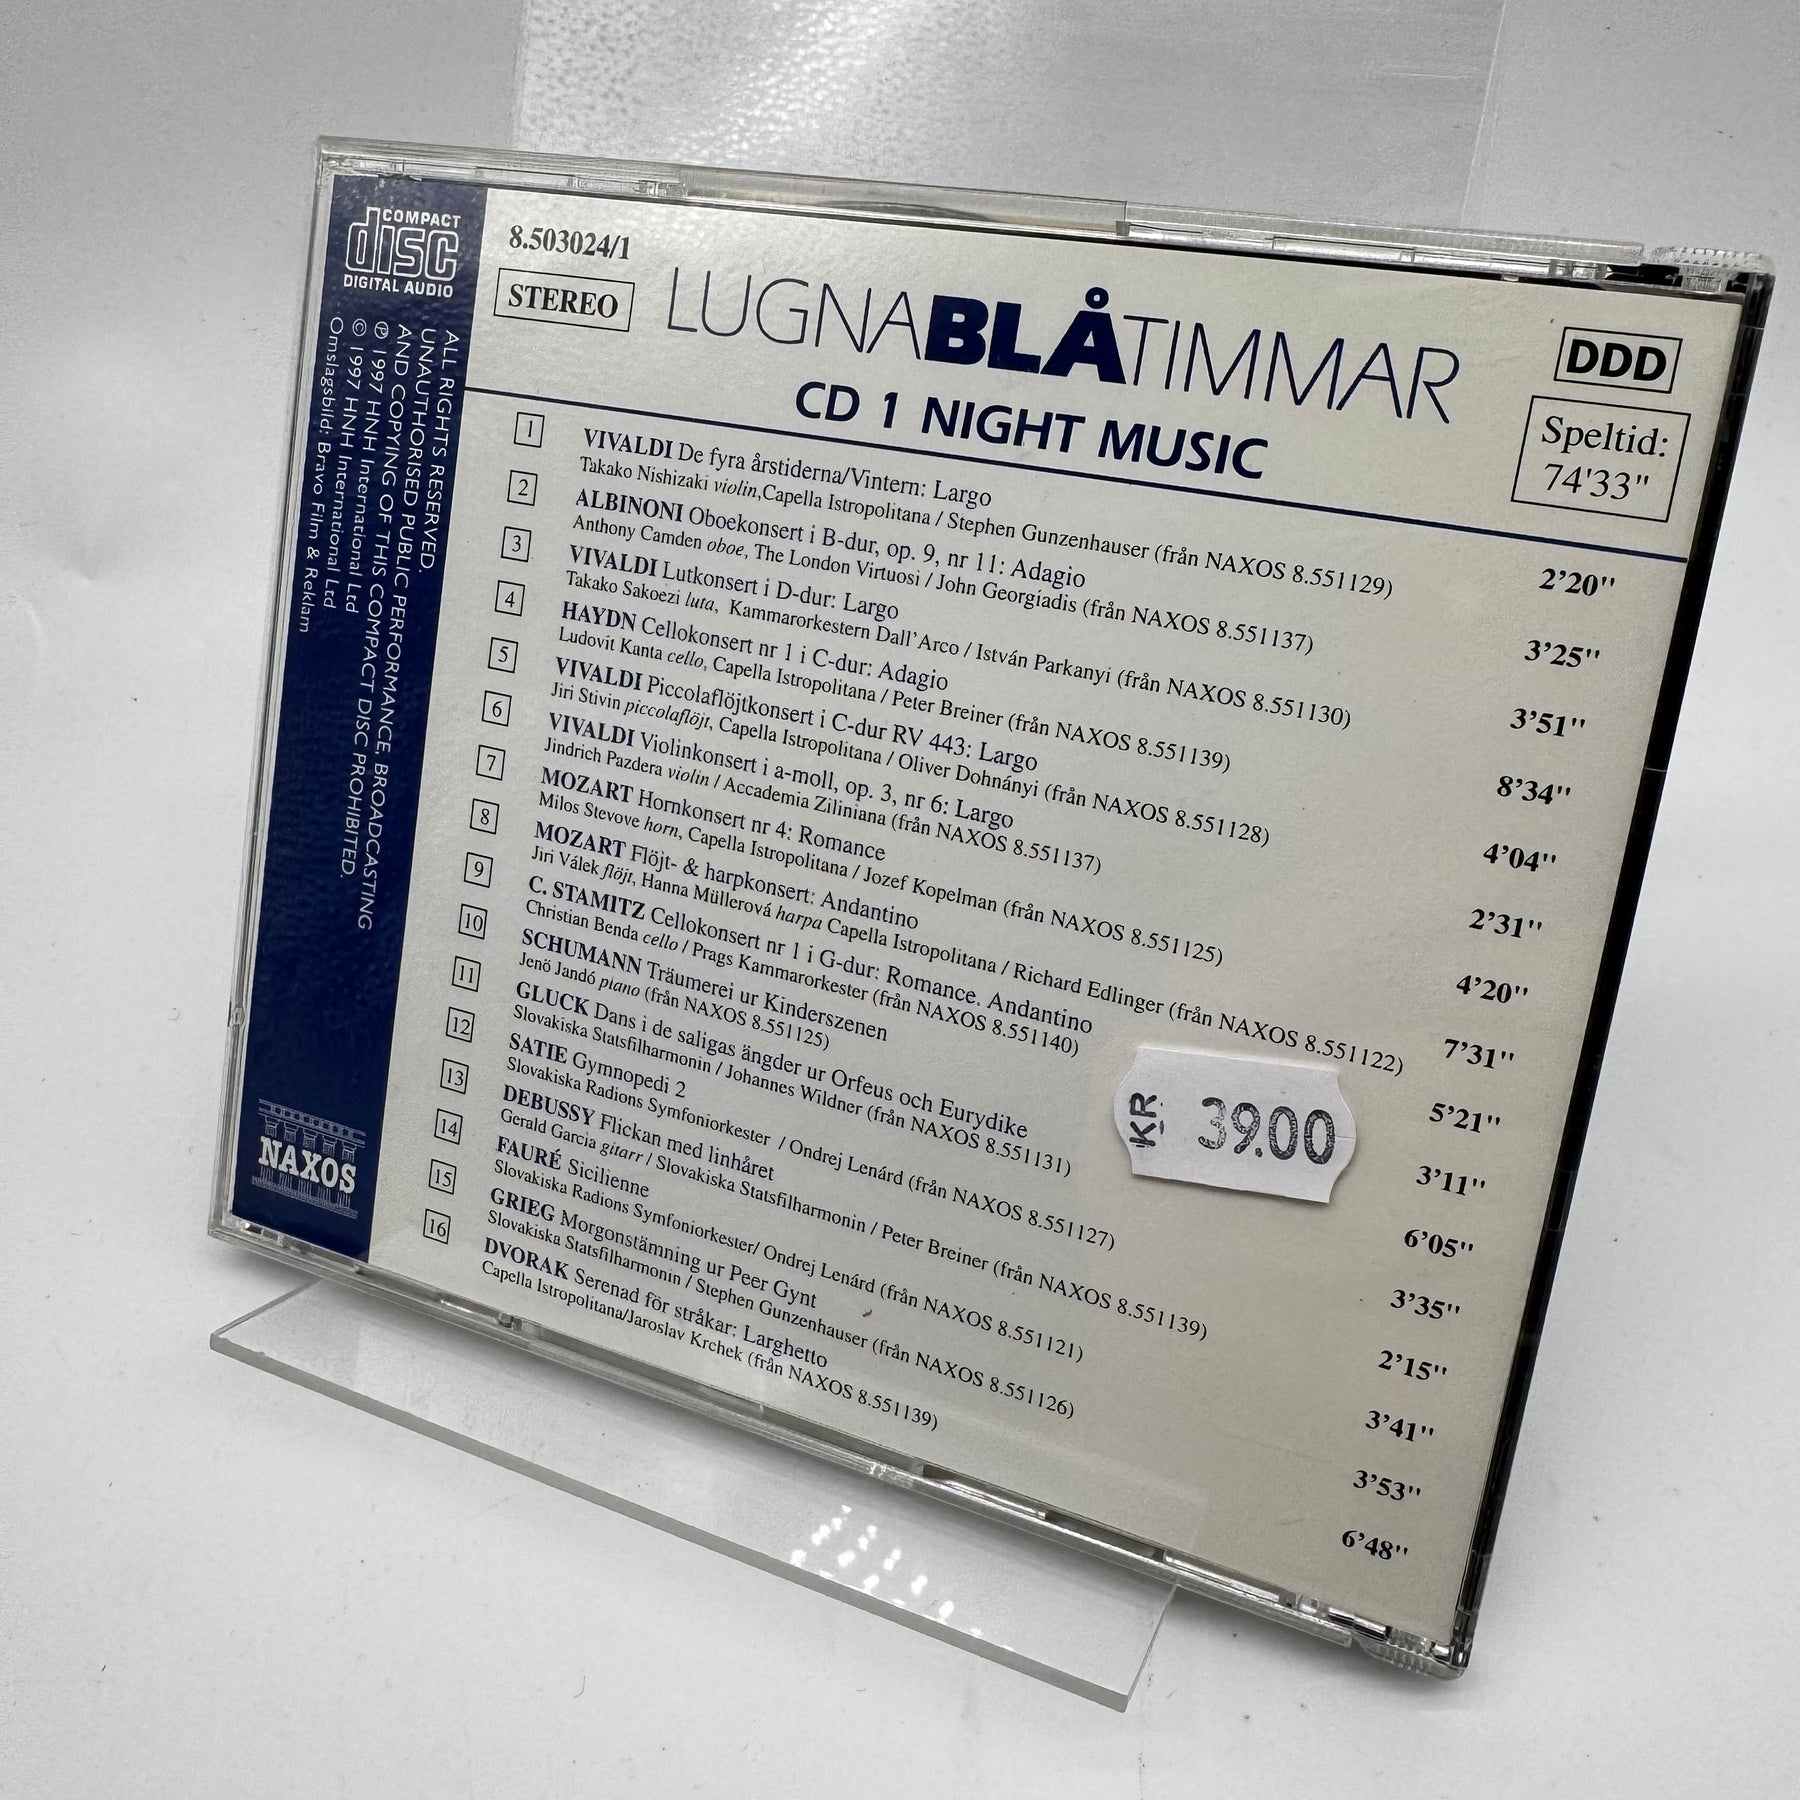 COMPACT
disc
DIGITAL AUDIO
ALL RIGHTS RESERVED.
UNAUTHORISED PUBLIC PERFORMANCE, BROADCASTING
AND COPYING OF THIS COMPACT DISC PROHIBITED.
℗ 1997 HNH International Ltd
© 1997 HNH International Ltd.
Omslagsbild: Bravo Film & Reklam
NAXOS
8.503024/1
STEREO
LUGNABLÅTIMMAR
CD 1 NIGHT MUSIC
DDD
Speltid:
74'33"
1 VIVALDI De fyra årstiderna/Vintern: Largo 2'20"
Takako Nishizaki violin,Capella Istropolitana / Stephen Gunzenhauser (från NAXOS 8.551129)
2 ALBINONI Oboekonsert i B-dur, op. 9, nr 11: Adagio 3'25"
Anthony Camden oboe, The London Virtuosi / John Georgiadis (från NAXOS 8.551137)
3 VIVALDI Lutkonsert i D-dur: Largo 3'51"
Takako Sakoezi luta, Kammarorkestern Dall'Arco / István Parkanyi (från NAXOS 8.551130)
4 HAYDN Cellokonsert nr 1 i C-dur: Adagio 8'34"
Ludovít Kanta cello, Capella Istropolitana / Peter Breiner (från NAXOS 8.551139)
5 VIVALDI Piccolaflöjtkonsert i C-dur RV 443: Largo 4'04"
Jiri Stivin piccolaflöjt, Capella Istropolitana / Oliver Dohnányi (från NAXOS 8.551128)
6 VIVALDI Violinkonsert i a-moll, op. 3, nr 6: Largo 2'31"
Jindrich Pazdera violin / Accademia Ziliniana (från NAXOS 8.551137)
7 MOZART Hornkonsert nr 4: Romance 4'20"
Milos Stevove horn, Capella Istropolitana / Jozef Kopelman (från NAXOS 8.551125)
8 MOZART Flöjt- & harpkonsert: Andantino 7'31"
Jiri Válek flöjt, Hanna Müllerová harpa Capella Istropolitana / Richard Edlinger (från NAXOS 8.551122)
9 C. STAMITZ Cellokonsert nr 1 i G-dur: Romance. Andantino 5'21"
Christian Benda cello / Prags Kammarorkester (från NAXOS 8.551140)
10 SCHUMANN Träumerei ur Kinderszenen 3'11"
Jenö Jandó piano (från NAXOS 8.551125)
11 GLUCK Dans i de saligas ängder ur Orfeus och Eurydike 6'05"
Slovakiska Statsfilharmonin / Johannes Wildner (från NAXOS 8.551131)
12 SATIE Gymnopedi 2 3'35"
Slovakiska Radions Symfoniorkester / Ondrej Lenárd (från NAXOS 8.551127)
13 DEBUSSY Flickan med linhåret 2'15"
Gerald Garcia gitarr / Slovakiska Statsfilharmonin / Peter Breiner (från NAXOS 8.551139)
14 FAURÉ Sicilienne 3'41"
Slovakiska Radions Symfoniorkester/ Ondrej Lenárd (från NAXOS 8.551121)
15 GRIEG Morgonstämning ur Peer Gynt 3'53"
Slovakiska Statsfilharmonin / Stephen Gunzenhauser (från NAXOS 8.551126)
16 DVORAK Serenad för stråkar: Larghetto 6'48"
Capella Istropolitana/Jaroslav Krchek (från NAXOS 8.551139)
KR 39.00